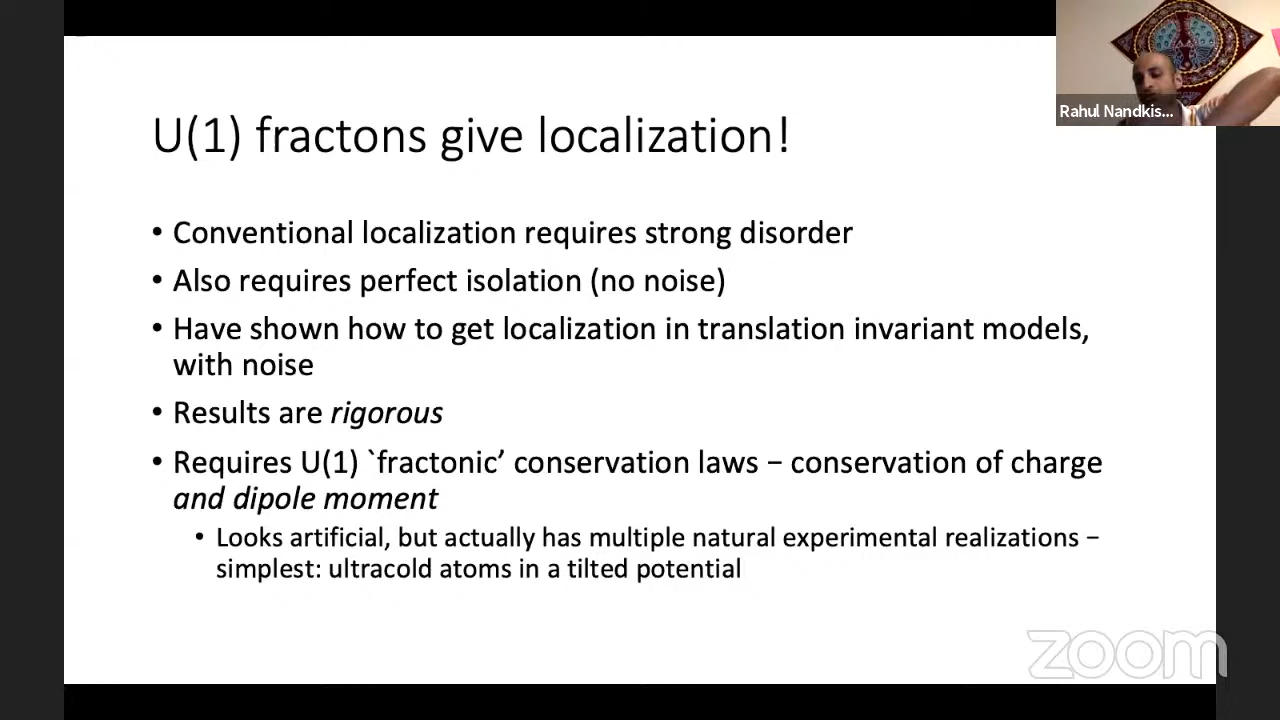 Rahul Nandkis...
U(1) fractons give localization!
• Conventional localization requires strong disorder
• Also requires perfect isolation (no noise)
• Have shown how to get localization in translation invariant models,
with noise
• Results are rigorous
• Requires U(1) `fractonic’ conservation laws − conservation of charge
and dipole moment
• Looks artificial, but actually has multiple natural experimental realizations −
simplest: ultracold atoms in a tilted potential
zoom